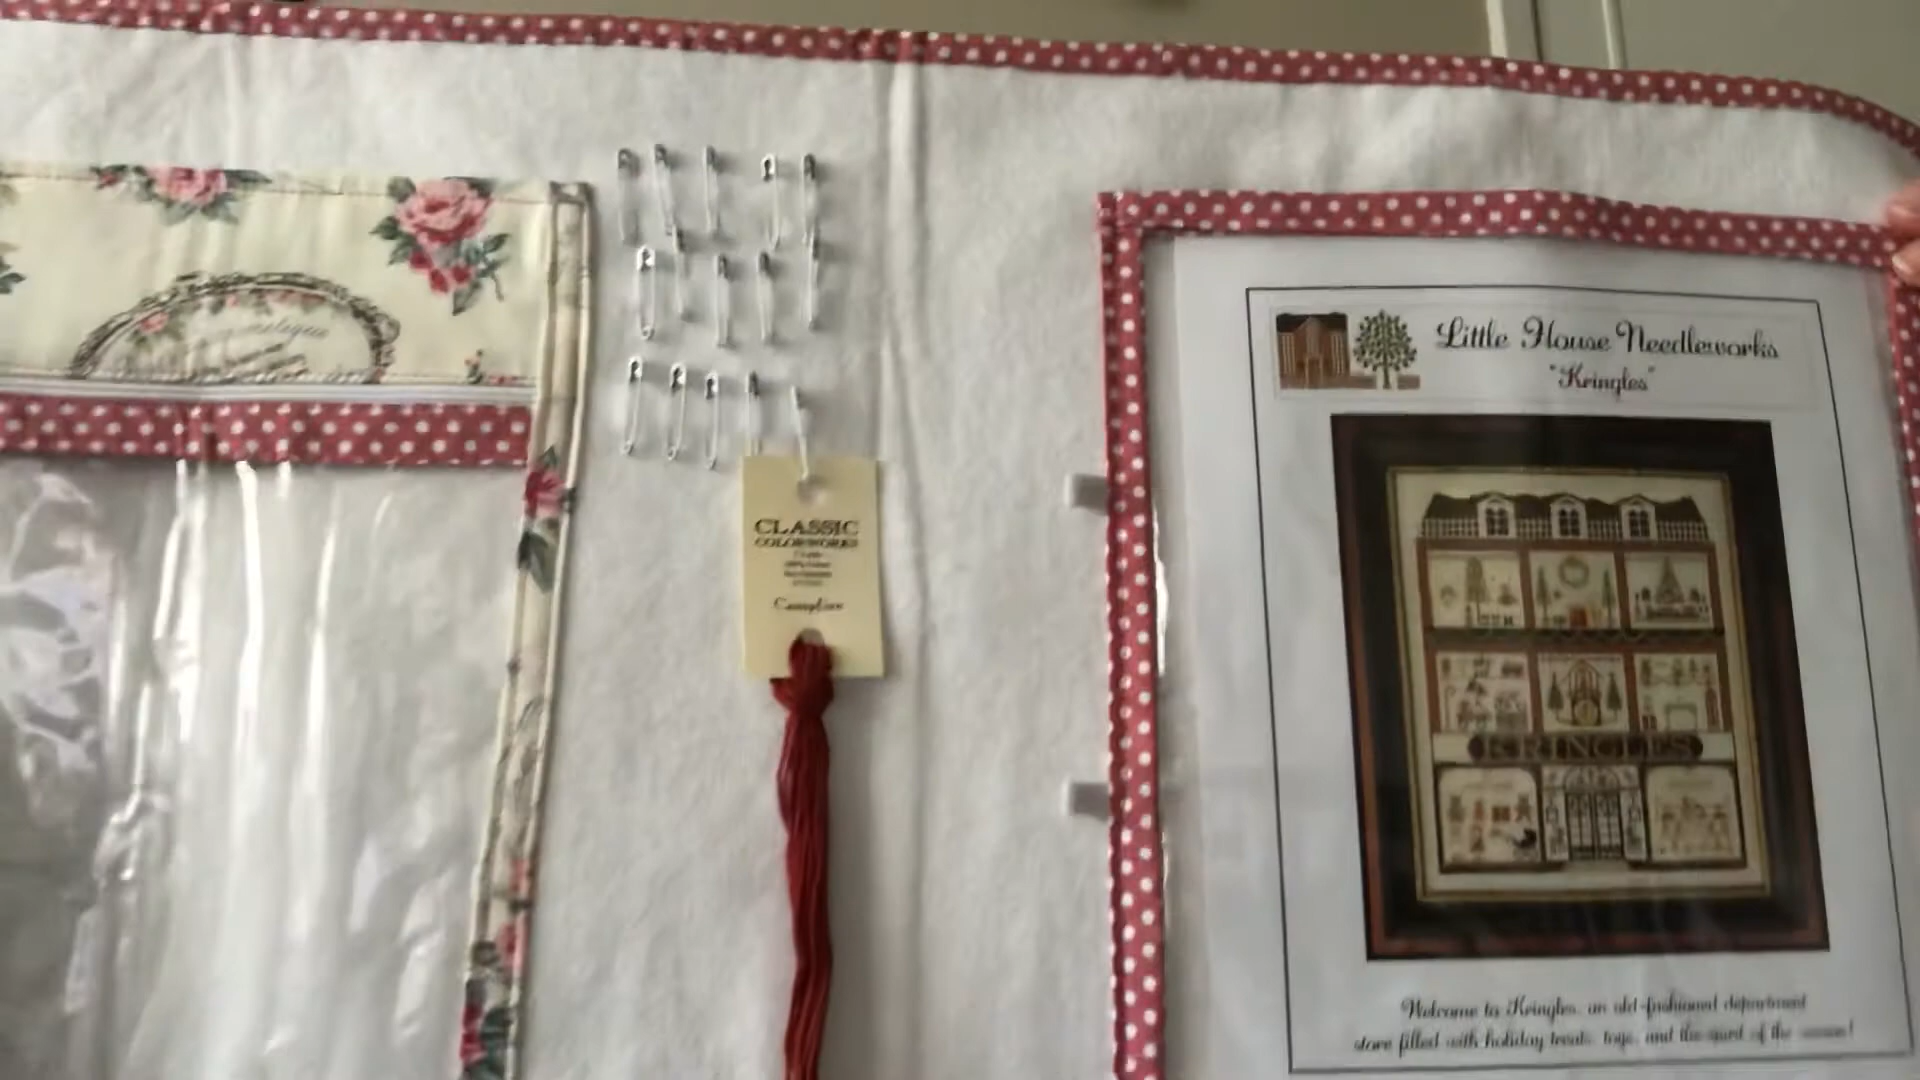 CLASSIC
COLORWORKS
Little House Needleworks
"Kringles"
KRINGLES
Welcome to Kringles, an old-fashioned department
store filled with holiday treats, toys, and the spirit of the season!